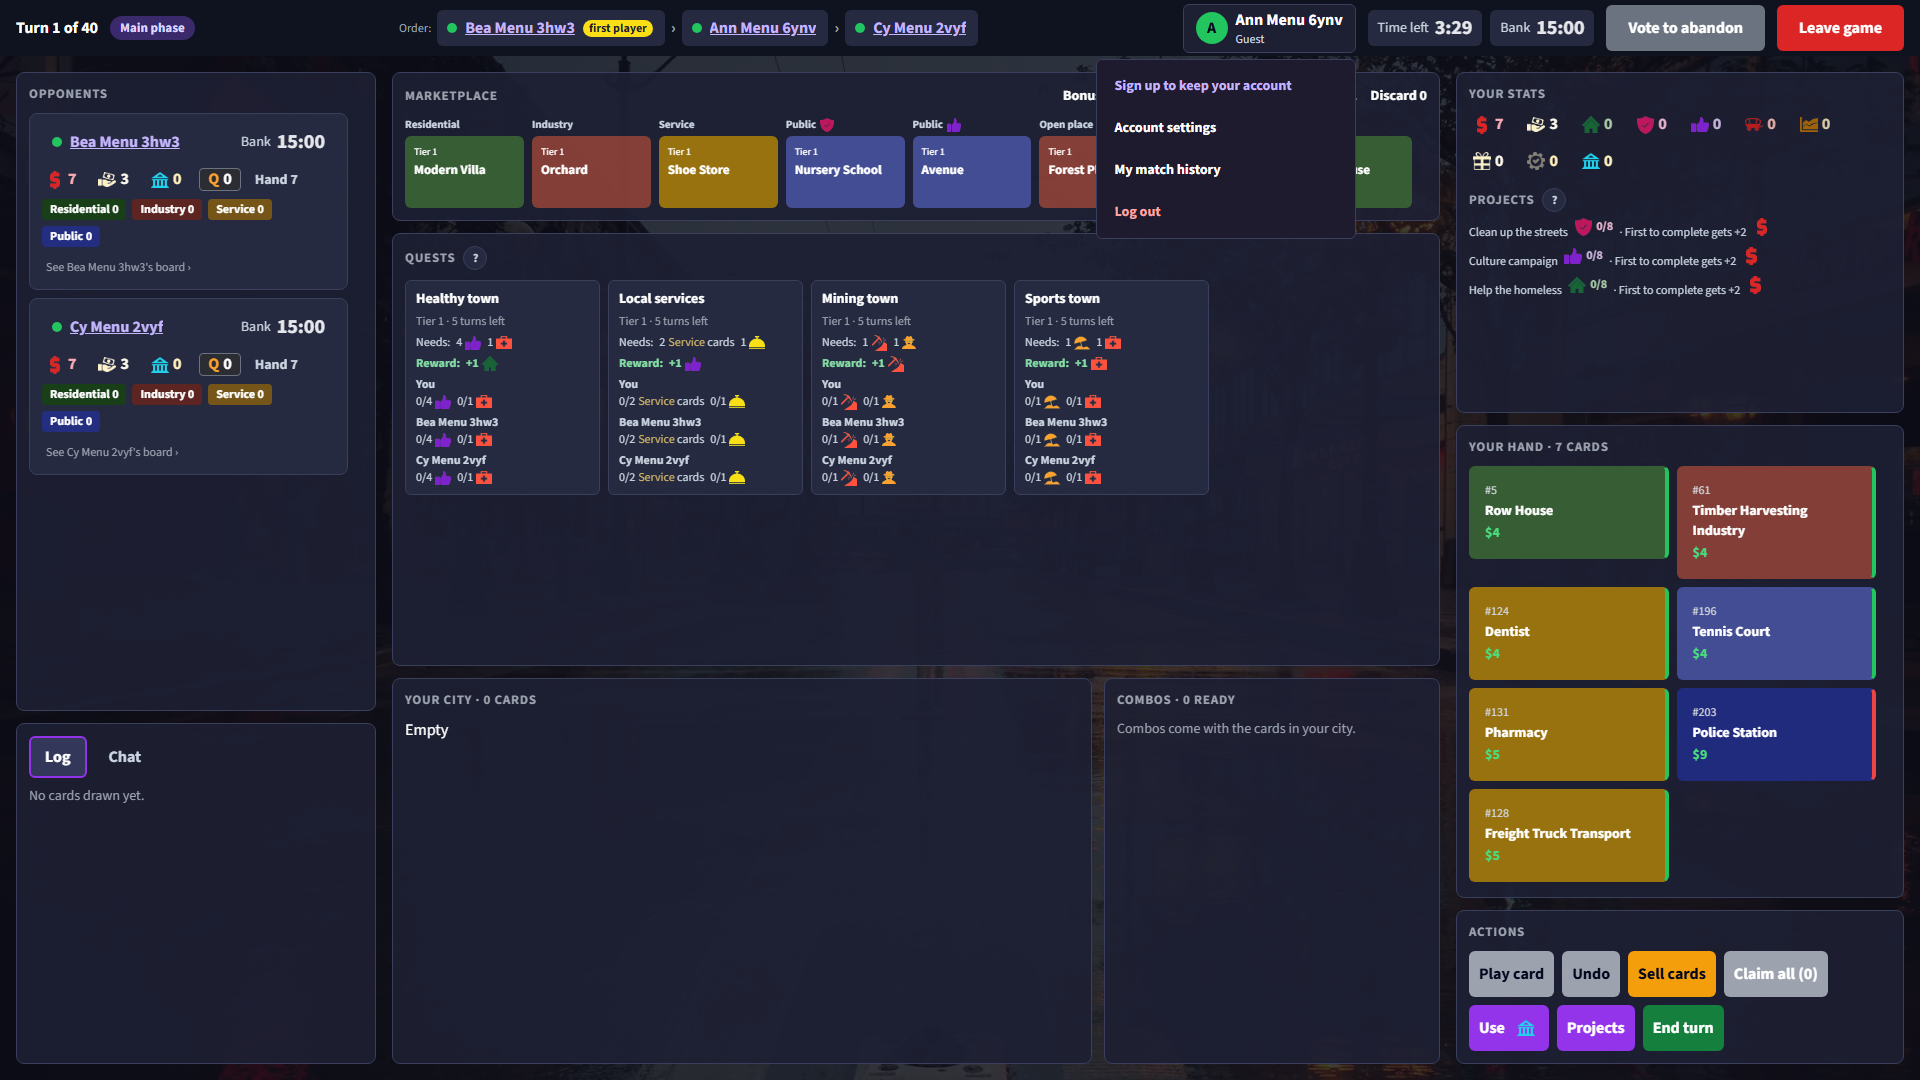 Turn 1 of 40
Main phase
Order:
Bea Menu 3hw3
first player
›
Ann Menu 6ynv
›
Cy Menu 2vyf
A
Ann Menu 6ynv
Guest
Time left 3:29
Bank 15:00
Vote to abandon
Leave game
Sign up to keep your account
Account settings
My match history
Log out
OPPONENTS
Bea Menu 3hw3
Bank 15:00
$ 7 3 0 Q 0 Hand 7
Residential 0 Industry 0 Service 0
Public 0
See Bea Menu 3hw3's board ›
Cy Menu 2vyf
Bank 15:00
$ 7 3 0 Q 0 Hand 7
Residential 0 Industry 0 Service 0
Public 0
See Cy Menu 2vyf's board ›
Log
Chat
No cards drawn yet.
MARKETPLACE
Discard 0
Residential
Tier 1
Modern Villa
Industry
Tier 1
Orchard
Service
Tier 1
Shoe Store
Public
Tier 1
Nursery School
Public
Tier 1
Avenue
Open place
Tier 1
Forest
QUESTS ?
Healthy town
Tier 1 · 5 turns left
Needs: 4 1
Reward: +1
You
0/4 0/1
Bea Menu 3hw3
0/4 0/1
Cy Menu 2vyf
0/4 0/1
Local services
Tier 1 · 5 turns left
Needs: 2 Service cards 1
Reward: +1
You
0/2 Service cards 0/1
Bea Menu 3hw3
0/2 Service cards 0/1
Cy Menu 2vyf
0/2 Service cards 0/1
Mining town
Tier 1 · 5 turns left
Needs: 1 1
Reward: +1
You
0/1 0/1
Bea Menu 3hw3
0/1 0/1
Cy Menu 2vyf
0/1 0/1
Sports town
Tier 1 · 5 turns left
Needs: 1 1
Reward: +1
You
0/1 0/1
Bea Menu 3hw3
0/1 0/1
Cy Menu 2vyf
0/1 0/1
YOUR CITY · 0 CARDS
Empty
COMBOS · 0 READY
Combos come with the cards in your city.
YOUR STATS
$ 7 3 0 0 0 0 0
0 0 0
PROJECTS ?
Clean up the streets 0/8 · First to complete gets +2 $
Culture campaign 0/8 · First to complete gets +2 $
Help the homeless 0/8 · First to complete gets +2 $
YOUR HAND · 7 CARDS
#5
Row House
$4
#61
Timber Harvesting
Industry
$4
#124
Dentist
$4
#196
Tennis Court
$4
#131
Pharmacy
$5
#203
Police Station
$9
#128
Freight Truck Transport
$5
ACTIONS
Play card
Undo
Sell cards
Claim all (0)
Use
Projects
End turn